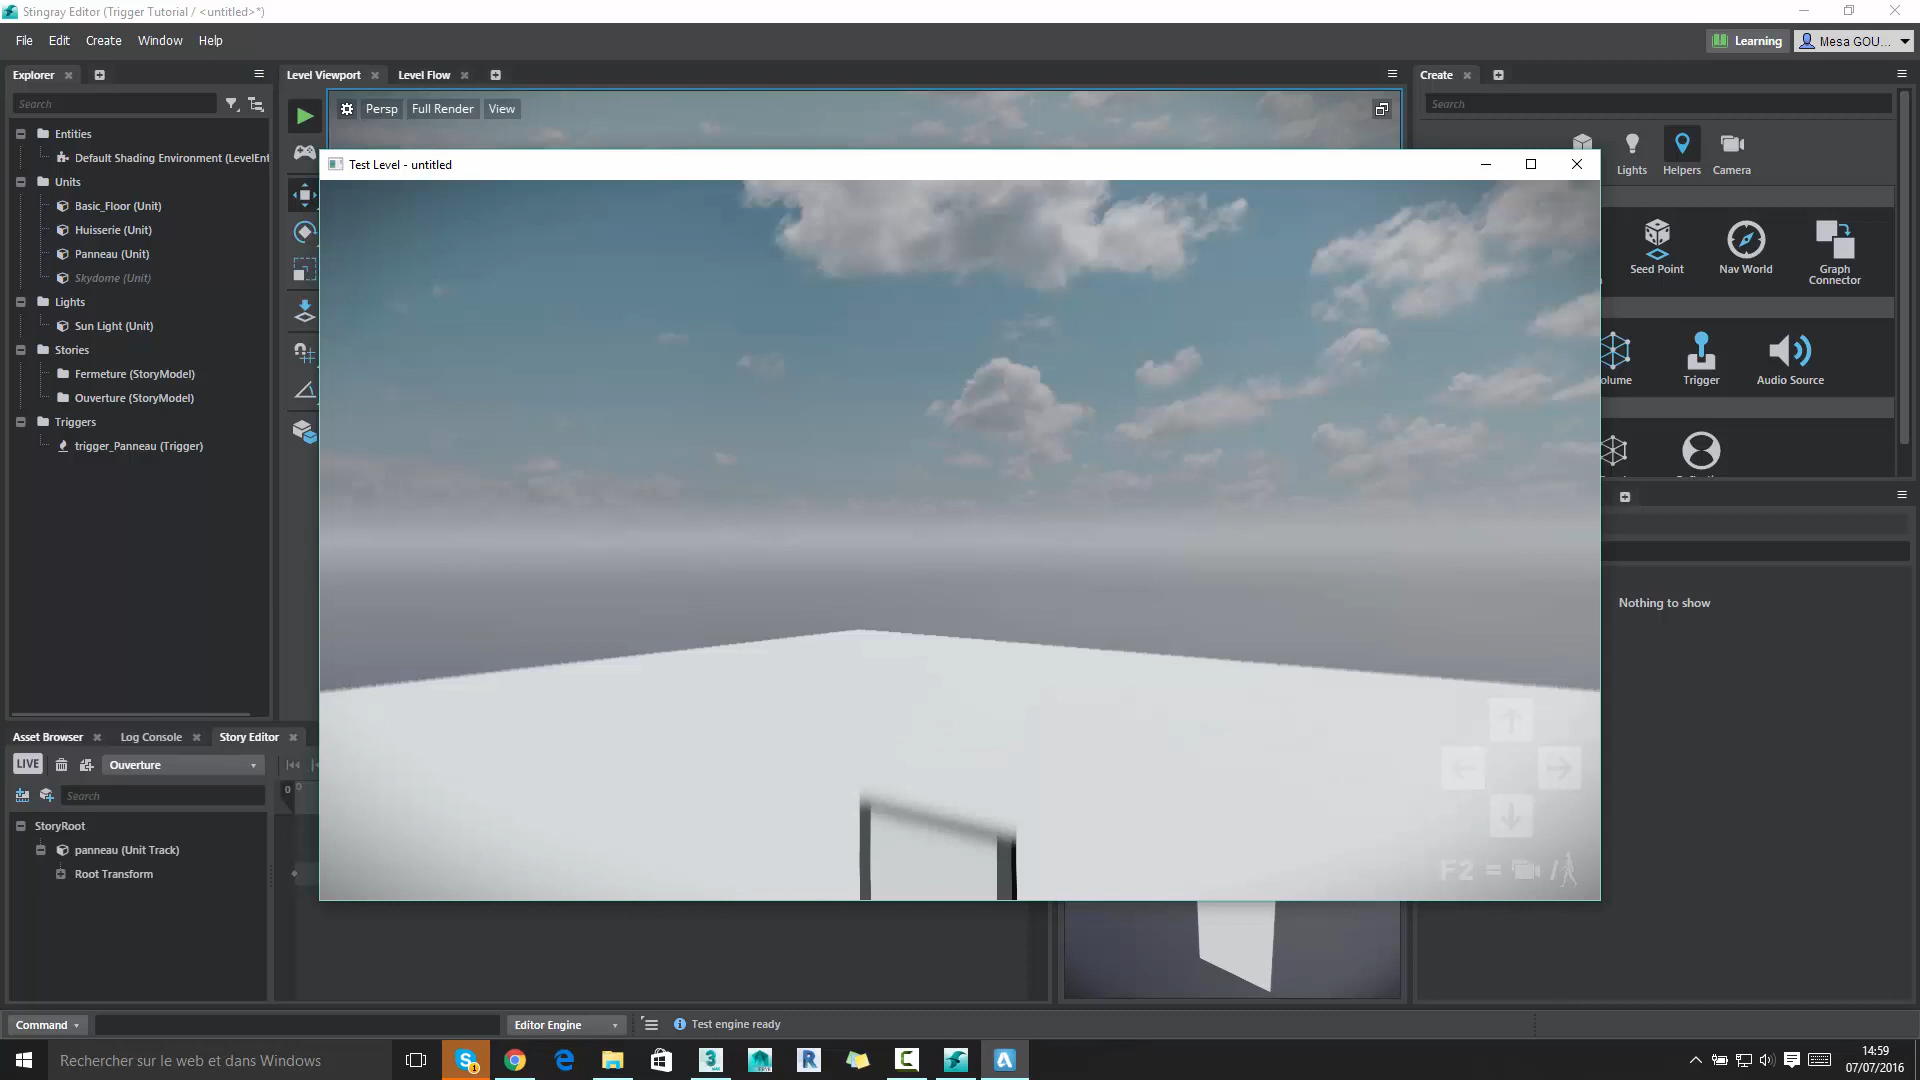 Stingray Editor (Trigger Tutorial / <untitled>*)
File Edit Create Window Help
Learning
Mesa GOU...
Explorer
Level Viewport
Level Flow
Create
Search
Search
Persp
Full Render
View
Entities
Default Shading Environment (LevelEnt
Units
Basic_Floor (Unit)
Huisserie (Unit)
Panneau (Unit)
Skydome (Unit)
Lights
Sun Light (Unit)
Stories
Fermeture (StoryModel)
Ouverture (StoryModel)
Triggers
trigger_Panneau (Trigger)
Test Level - untitled
Lights
Helpers
Camera
Seed Point
Nav World
Graph Connector
olume
Trigger
Audio Source
Nothing to show
F2 = /
Asset Browser
Log Console
Story Editor
LIVE
Ouverture
0
0
Search
StoryRoot
panneau (Unit Track)
Root Transform
Command
Editor Engine
Test engine ready
Rechercher sur le web et dans Windows
14:59
07/07/2016